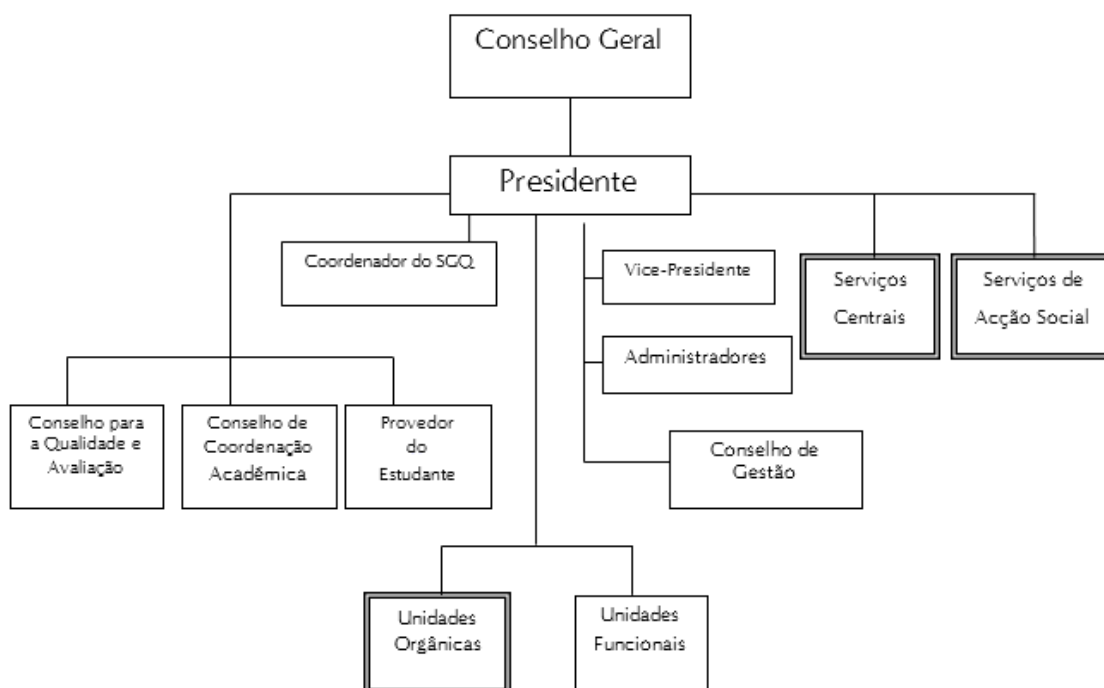 Conselho Geral
Presidente
Coordenador do SGQ
Vice-Presidente
Serviços
Centrais
Serviços de
Acção Social
Administradores
Conselho para
a Qualidade e
Avaliação
Conselho de
Coordenação
Acadêmica
Provedor
do
Estudante
Conselho de
Gestão
Unidades
Orgânicas
Unidades
Funcionais